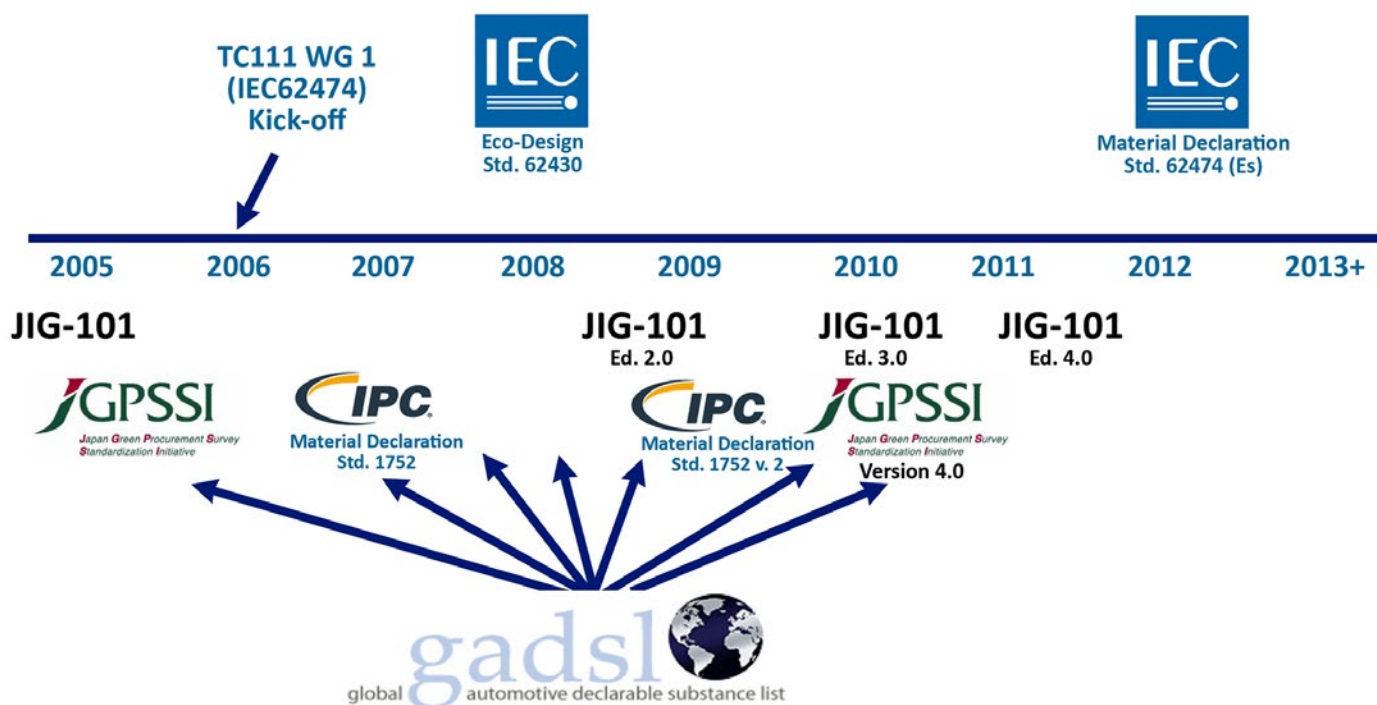 TC111 WG 1
(IEC62474)
Kick-off
IEC
Eco-Design
Std. 62430
IEC
Material Declaration
Std. 62474 (Es)
2005 2006 2007 2008 2009 2010 2011 2012 2013+
JIG-101
JIG-101
Ed. 2.0
JIG-101
Ed. 3.0
JIG-101
Ed. 4.0
JGPSSI
Japan Green Procurement Survey
Standardization Initiative
IPC®
Material Declaration
Std. 1752
IPC®
Material Declaration
Std. 1752 v. 2
JGPSSI
Japan Green Procurement Survey
Standardization Initiative
Version 4.0
gadsl
global automotive declarable substance list